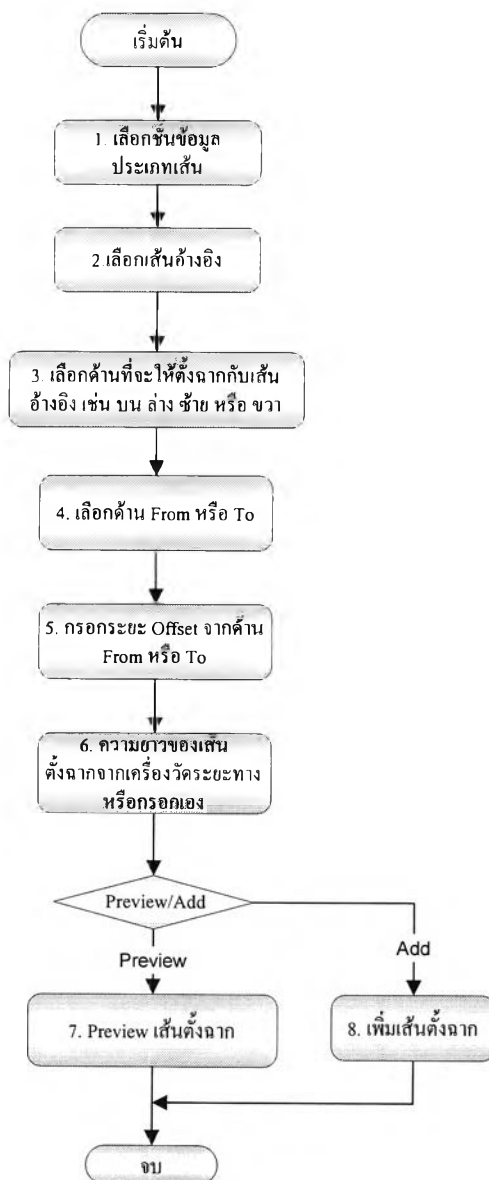 เริ่มต้น
1. เลือกชั้นข้อมูล
ประเภทเส้น
2.เลือกเส้นอ้างอิง
3. เลือกด้านที่จะให้ตั้งฉากกับเส้น
อ้างอิง เช่น บน ล่าง ซ้าย หรือ ขวา
4. เลือกด้าน From หรือ To
5. กรอกระยะ Offset จากด้าน
From หรือ To
6. ความยาวของเส้น
ตั้งฉากจากเครื่องวัดระยะทาง
หรือกรอกเอง
Preview/Add
Preview
Add
7. Preview เส้นตั้งฉาก
8. เพิ่มเส้นตั้งฉาก
จบ